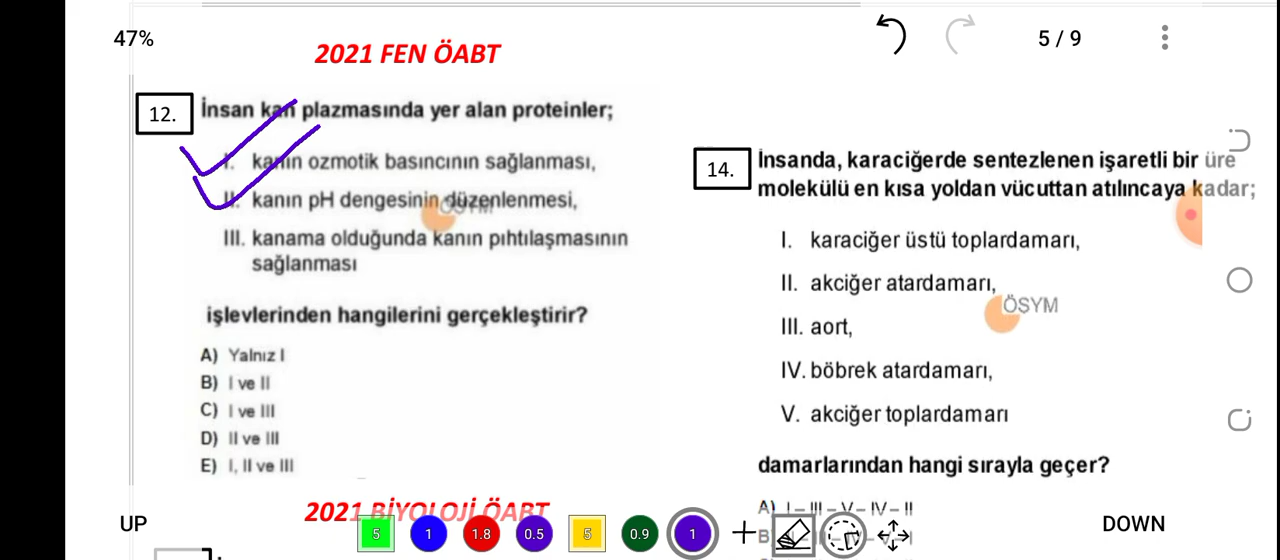 47%
2021 FEN ÖABT
5 / 9
12.
İnsan kan plazmasında yer alan proteinler;
I. kanın ozmotik basıncının sağlanması,
II. kanın pH dengesinin düzenlenmesi,
ÖSYM
III. kanama olduğunda kanın pıhtılaşmasının
sağlanması
işlevlerinden hangilerini gerçekleştirir?
A) Yalnız I
B) I ve II
C) I ve III
D) II ve III
E) I, II ve III
2021 BİYOLOJİ ÖABT
14.
İnsanda, karaciğerde sentezlenen işaretli bir üre
molekülü en kısa yoldan vücuttan atılıncaya kadar;
I. karaciğer üstü toplardamarı,
II. akciğer atardamarı,
ÖSYM
III. aort,
IV. böbrek atardamarı,
V. akciğer toplardamarı
damarlarından hangi sırayla geçer?
A) I – III – V – IV – II
B
UP
5
1
1.8
0.5
5
0.9
1
DOWN